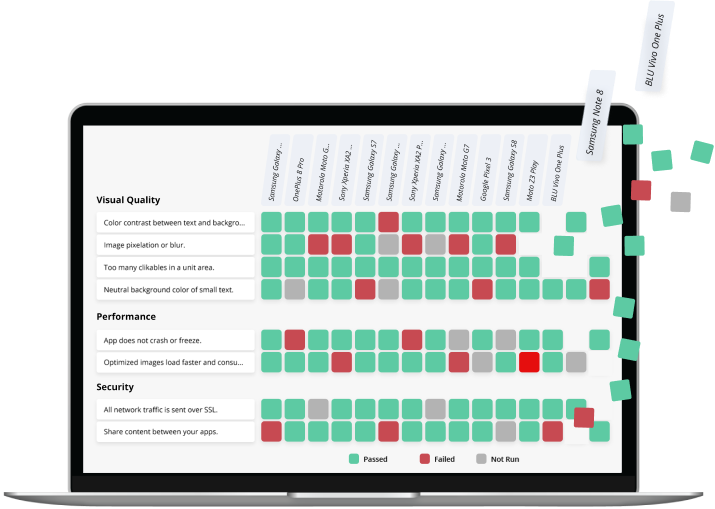 BLU Vivo One Plus
Samsung Note 8
Samsung Galaxy ...
OnePlus 8 Pro
Motorola Moto G...
Sony Xperia XA2 ...
Samsung Galaxy S7
Samsung Galaxy ...
Sony Xperia XA2 P...
Samsung Galaxy ...
Motorola Moto G7
Google Pixel 3
Samsung Galaxy S8
Moto Z3 Play
BLU Vivo One Plus
Visual Quality
Color contrast between text and backgro...
Image pixelation or blur.
Too many clikables in a unit area.
Neutral background color of small text.
Performance
App does not crash or freeze.
Optimized images load faster and consu...
Security
All network traffic is sent over SSL.
Share content between your apps.
Passed Failed Not Run